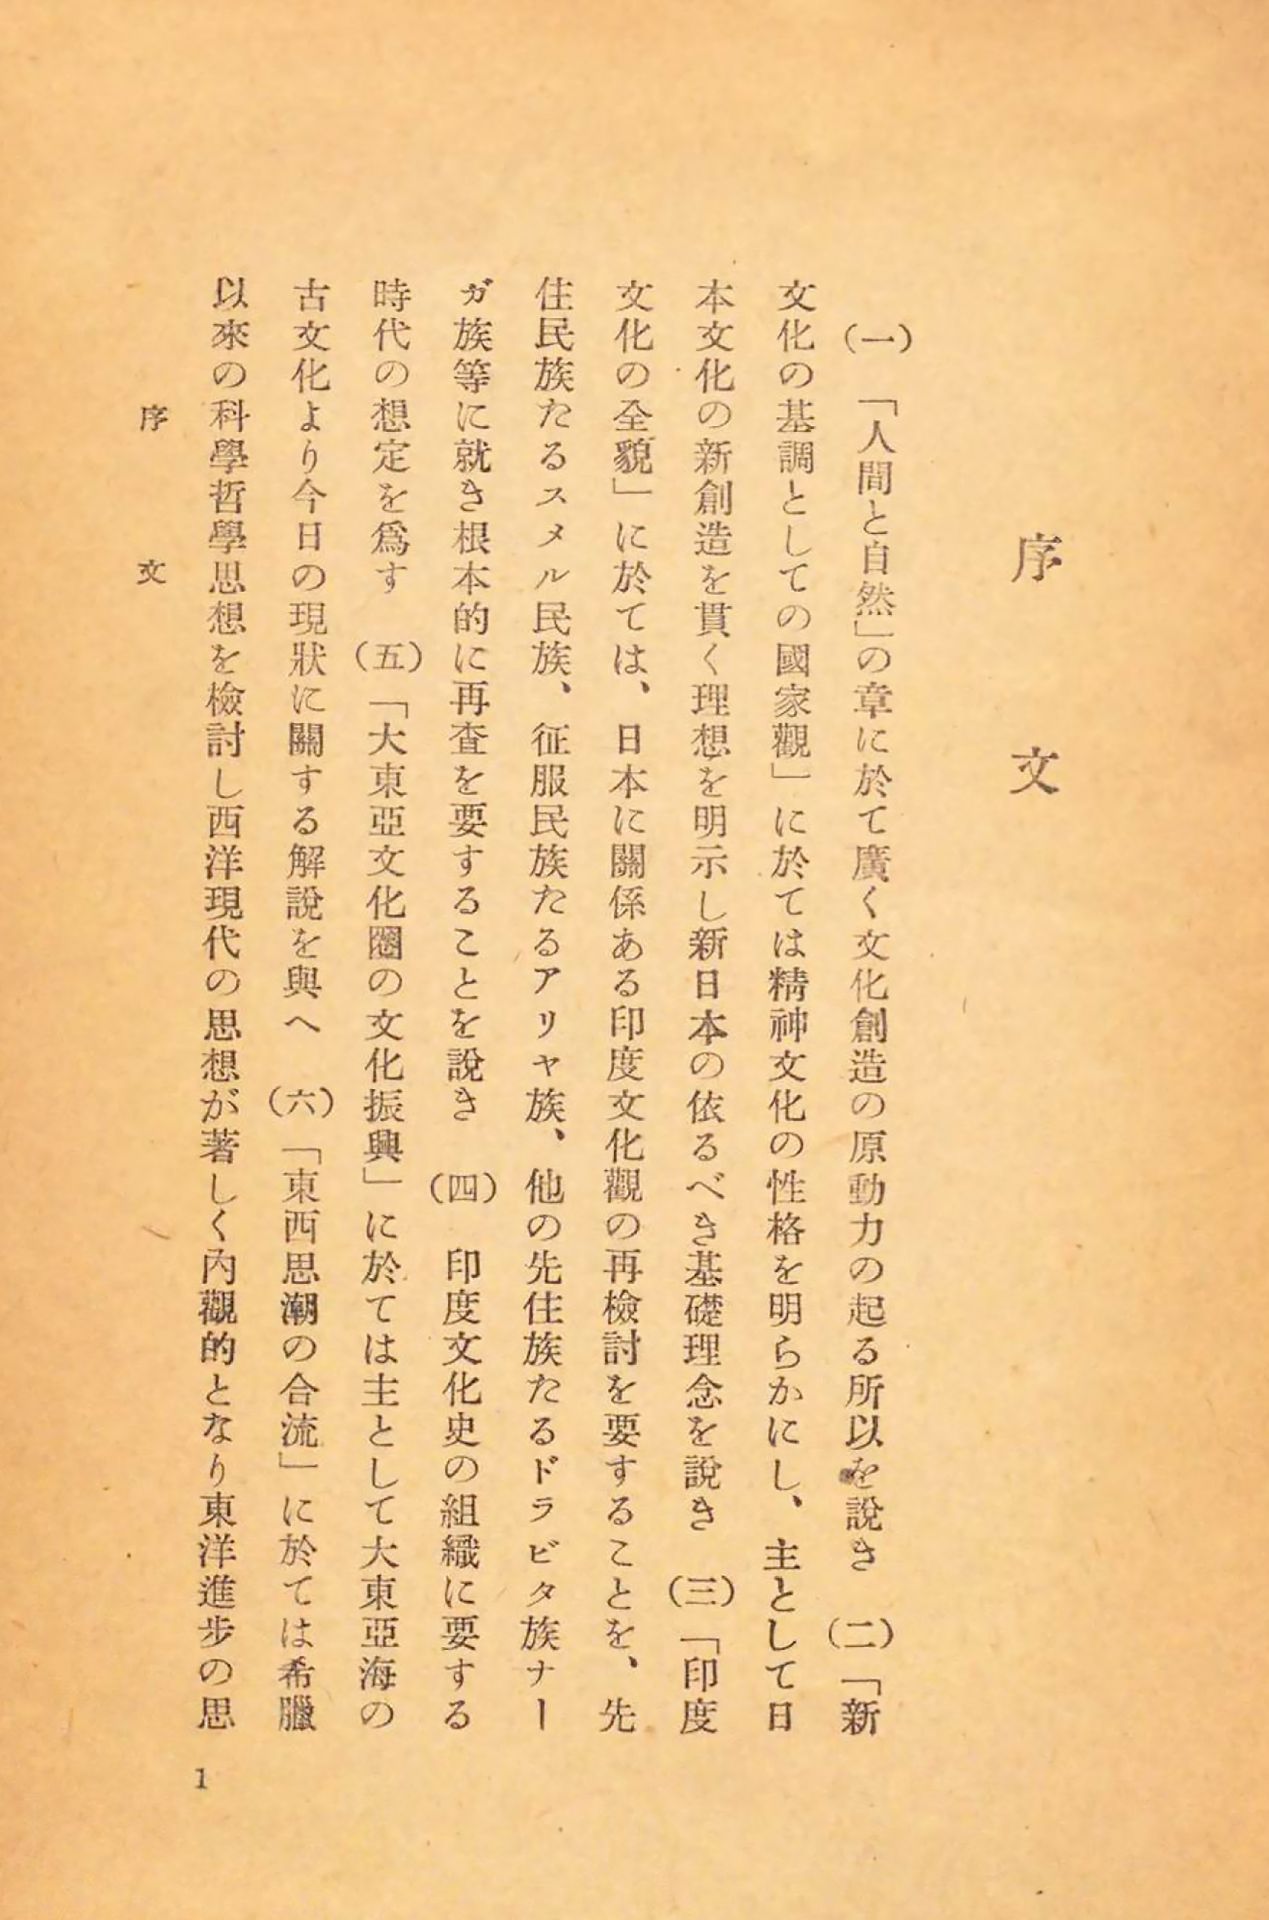 序文
（一）　「人間と自然」の章に於て廣く文化創造の原動力の起る所以を說き　（二）「新
文化の基調としての國家觀」に於ては精神文化の性格を明らかにし、主として日
本文化の新創造を貫く理想を明示し新日本の依るべき基礎理念を說き　（三）「印度
文化の全貌」に於ては、日本に關係ある印度文化觀の再檢討を要することを、先
住民族たるスメル民族、征服民族たるアリヤ族、他の先住族たるドラビタ族ナー
ガ族等に就き根本的に再査を要することを說き　（四）　印度文化史の組織に要する
時代の想定を爲す　（五）「大東亞文化圈の文化振興」に於ては主として大東亞海の
古文化より今日の現狀に關する解說を與へ　（六）「東西思潮の合流」に於ては希臘
以來の科學哲學思想を檢討し西洋現代の思想が著しく內觀的となり東洋進步の思
序文
1